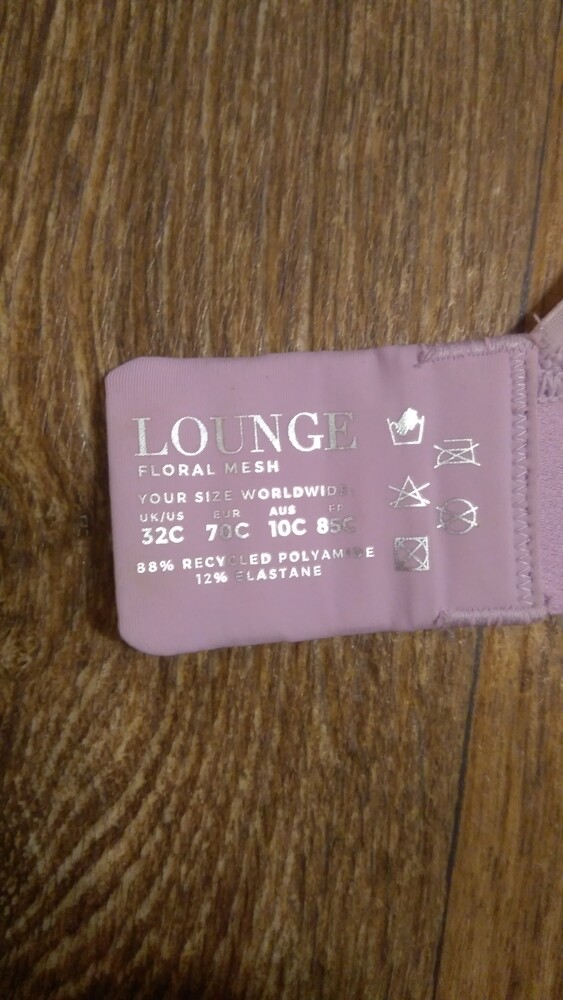 LOUNGE
FLORAL MESH
YOUR SIZE WORLDWIDE:
UK/US EUR AUS FR
32C 70C 10C 85C
88% RECYCLED POLYAMIDE
12% ELASTANE